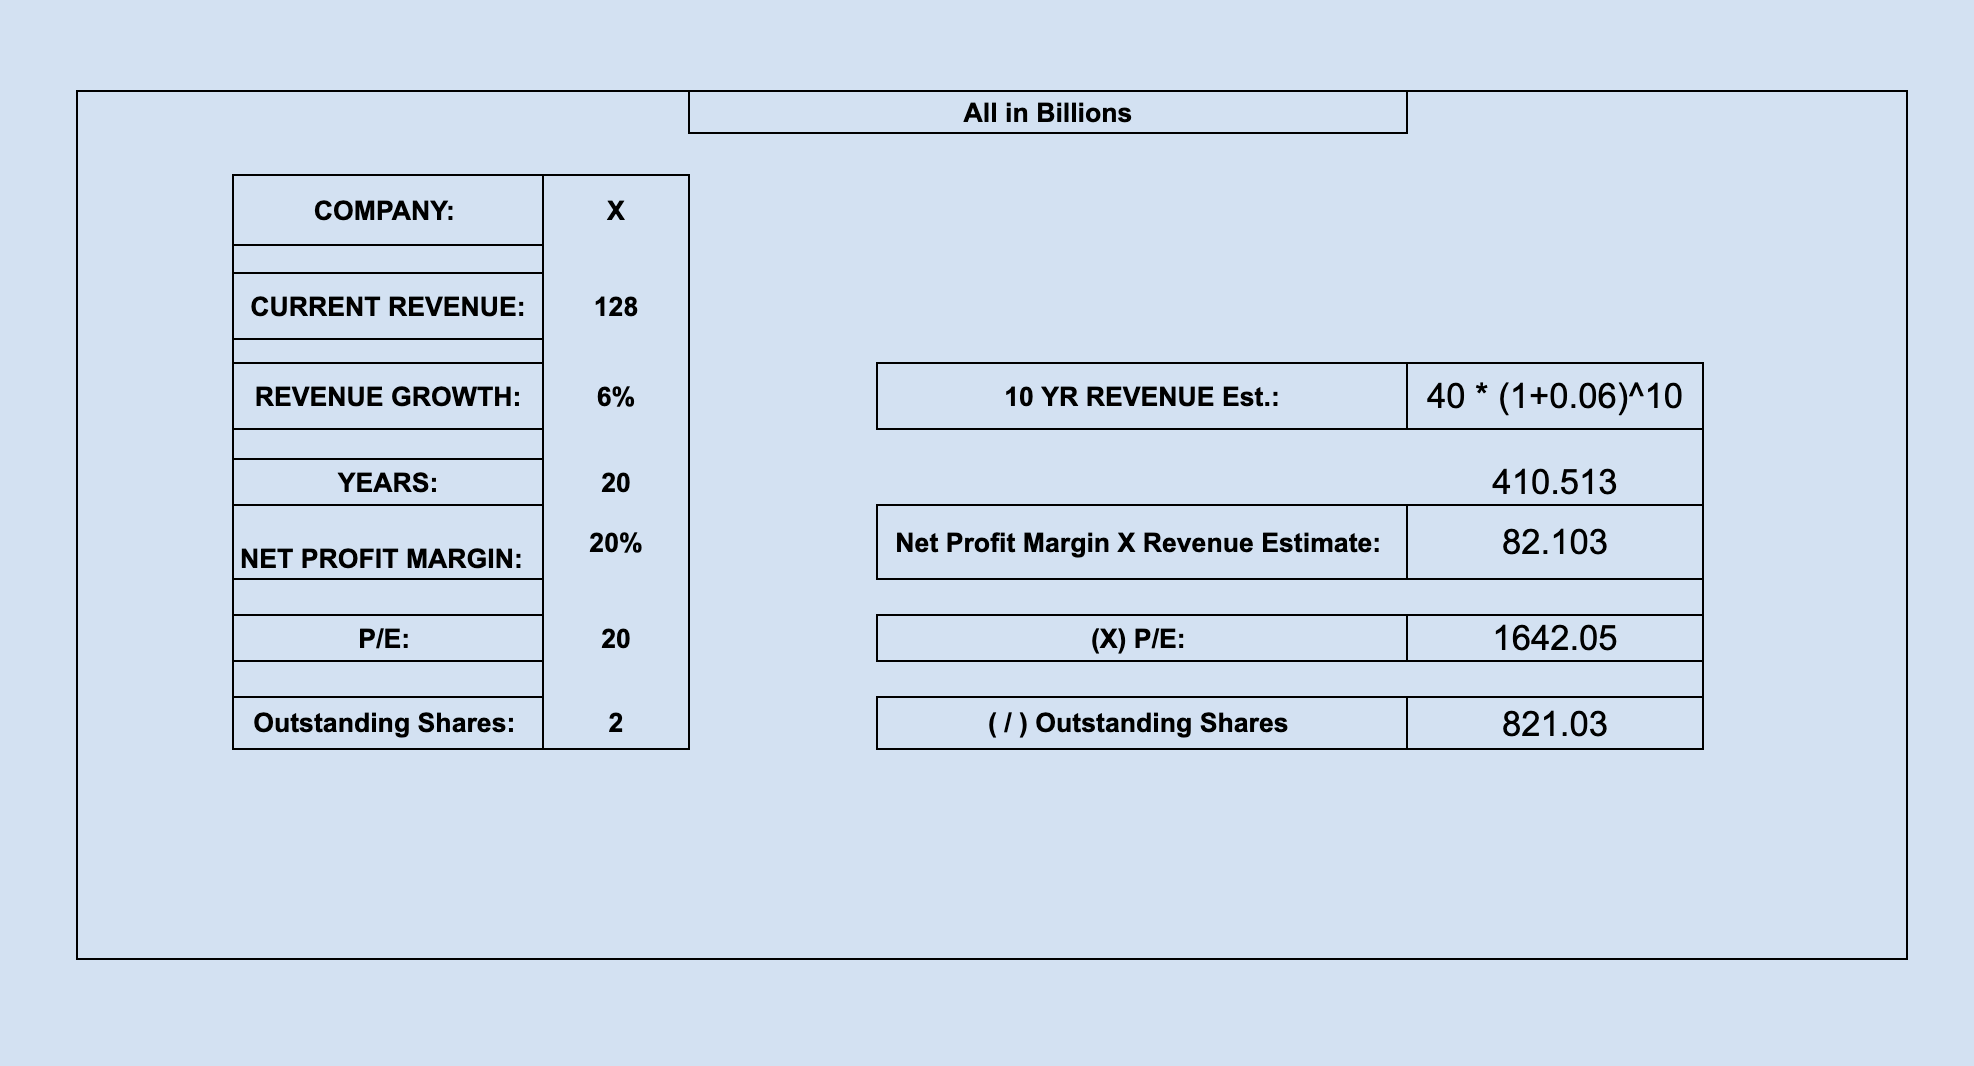 All in Billions
COMPANY: X
CURRENT REVENUE: 128
REVENUE GROWTH: 6%
10 YR REVENUE Est.: 40 * (1+0.06)^10
YEARS: 20
410.513
NET PROFIT MARGIN: 20%
Net Profit Margin X Revenue Estimate: 82.103
P/E: 20
(X) P/E: 1642.05
Outstanding Shares: 2
( / ) Outstanding Shares 821.03